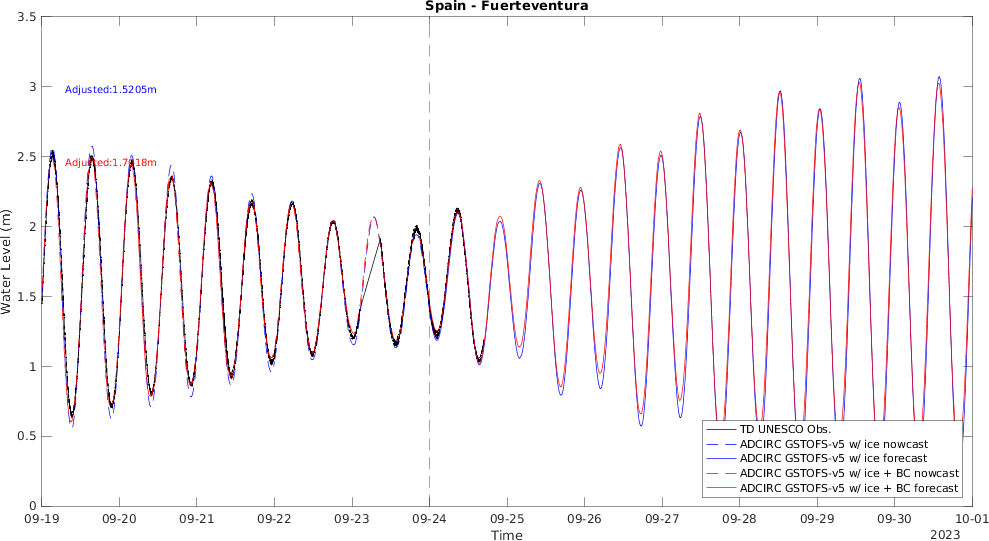 Spain - Fuerteventura
3.5
3
2.5
2
1.5
1
0.5
0
Water Level (m)
Adjusted:1.5205m
TD UNESCO Obs.
ADCIRC GSTOFS-v5 w/ ice nowcast
ADCIRC GSTOFS-v5 w/ ice forecast
ADCIRC GSTOFS-v5 w/ ice + BC nowcast
ADCIRC GSTOFS-v5 w/ ice + BC forecast
09-19 09-20 09-21 09-22 09-23 09-24 09-25 09-26 09-27 09-28 09-29 09-30 10-01
Time
2023